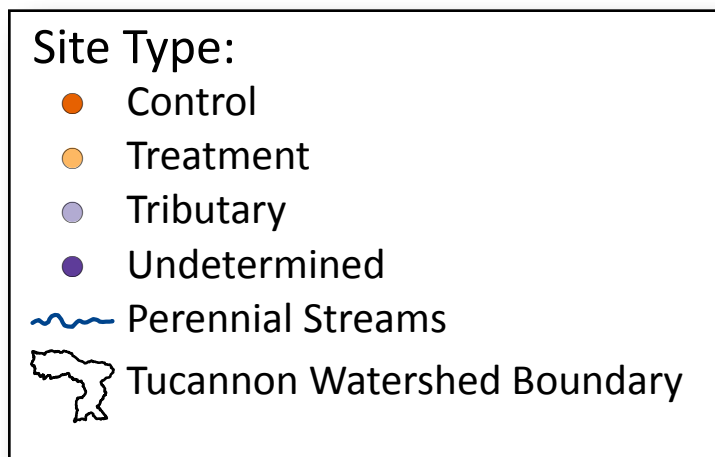 Site Type:
Control
Treatment
Tributary
Undetermined
Perennial Streams
Tucannon Watershed Boundary